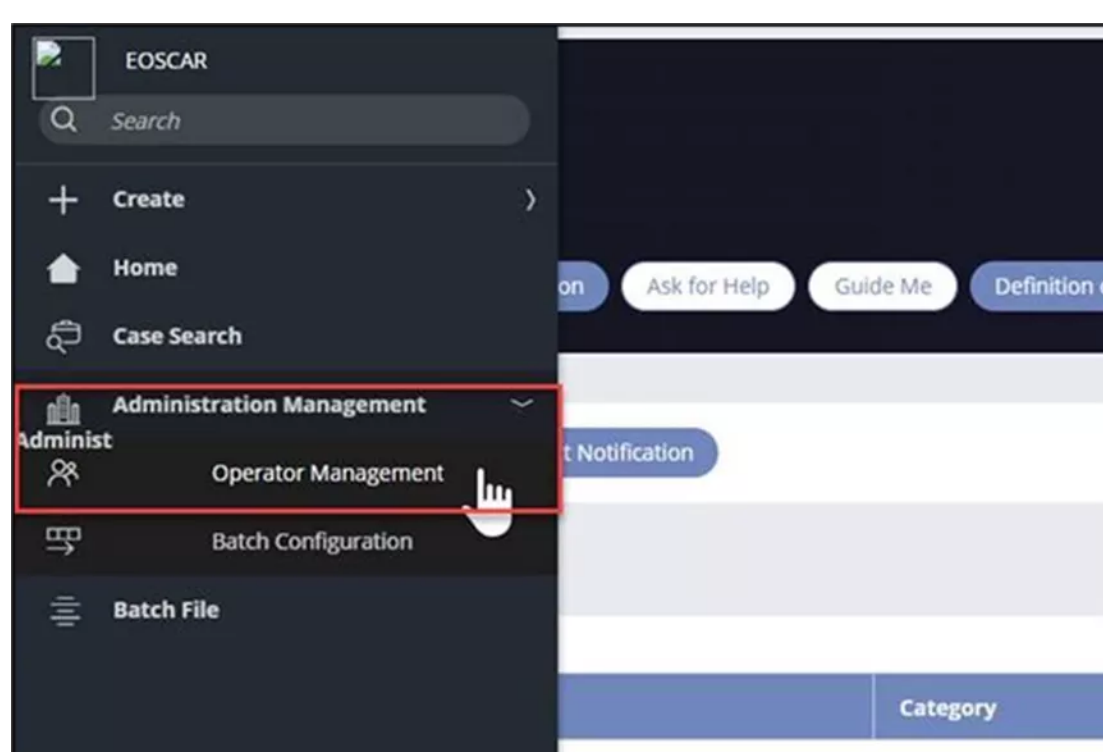 EOSCAR
Search
Create
Home
Case Search
Administration Management
Administ
Operator Management
Batch Configuration
Batch File
on
Ask for Help
Guide Me
Definition
t Notification
Category